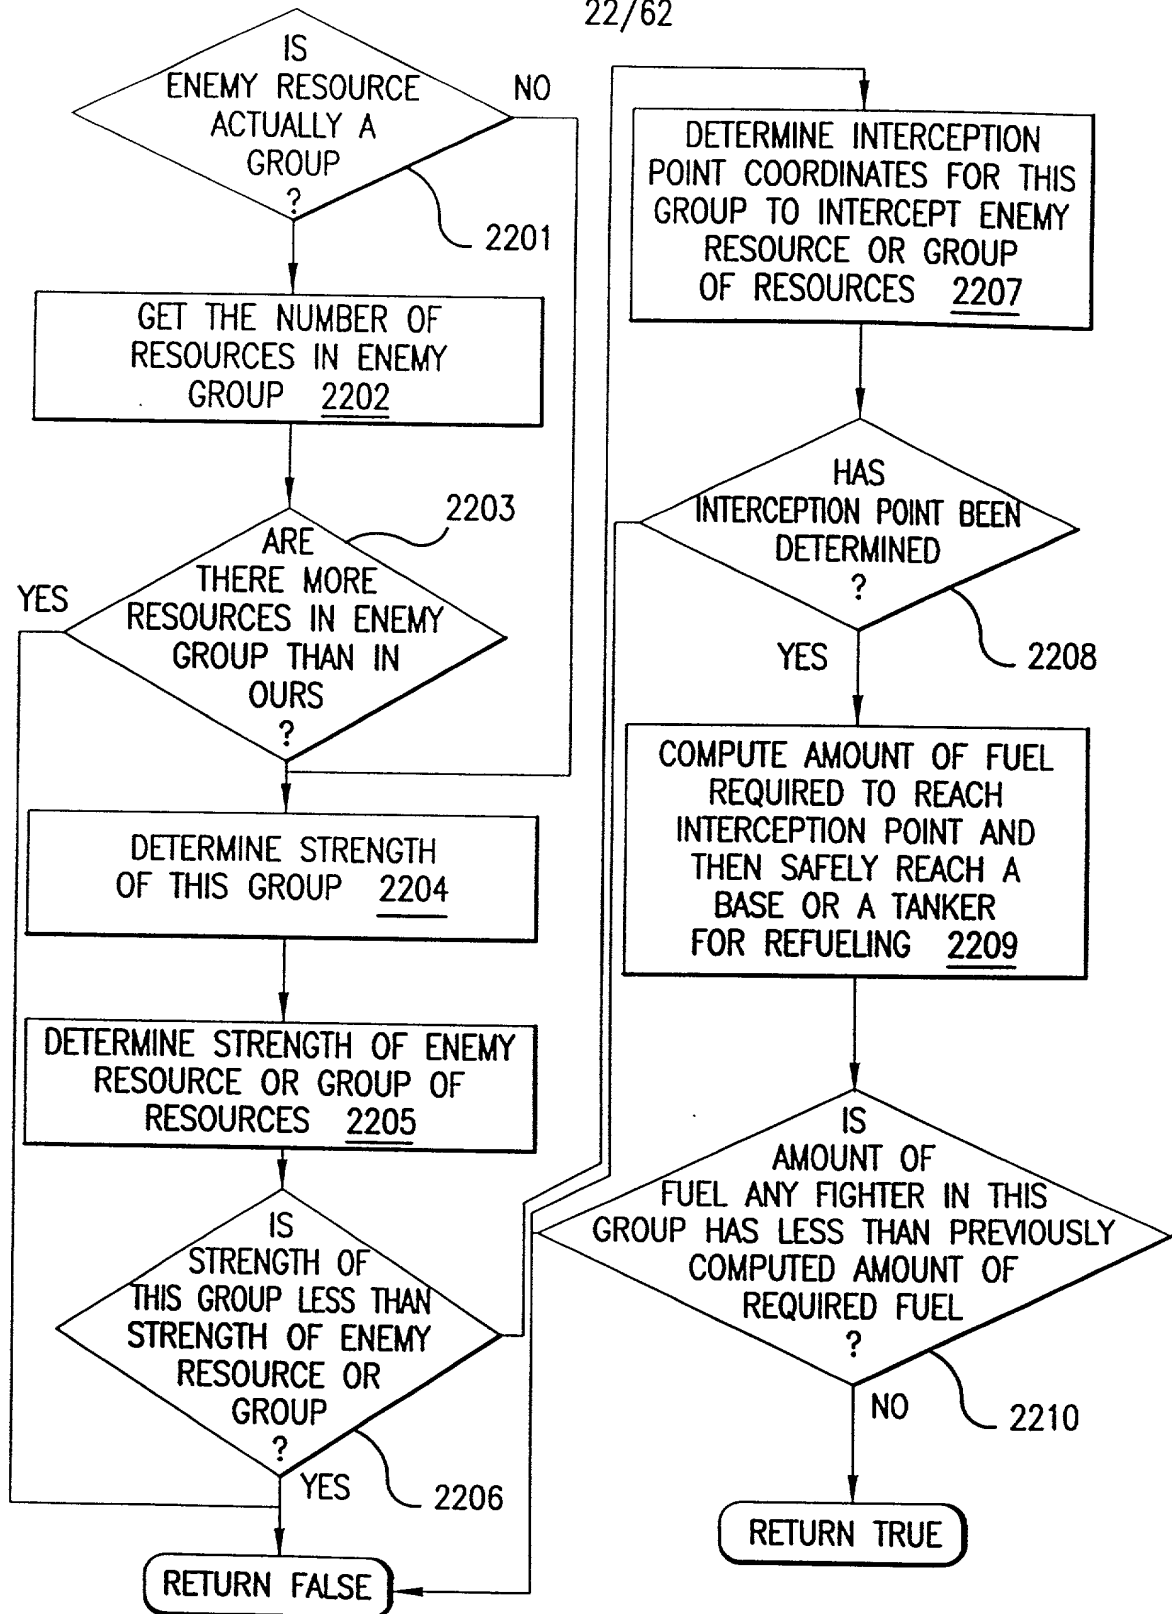 22/62
IS
ENEMY RESOURCE
ACTUALLY A
GROUP
?
NO
2201
GET THE NUMBER OF
RESOURCES IN ENEMY
GROUP 2202
2203
ARE
THERE MORE
RESOURCES IN ENEMY
GROUP THAN IN
OURS
?
YES
DETERMINE STRENGTH
OF THIS GROUP 2204
DETERMINE STRENGTH OF ENEMY
RESOURCE OR GROUP OF
RESOURCES 2205
IS
STRENGTH OF
THIS GROUP LESS THAN
STRENGTH OF ENEMY
RESOURCE OR
GROUP
?
YES
2206
RETURN FALSE
DETERMINE INTERCEPTION
POINT COORDINATES FOR THIS
GROUP TO INTERCEPT ENEMY
RESOURCE OR GROUP
OF RESOURCES 2207
HAS
INTERCEPTION POINT BEEN
DETERMINED
?
YES
2208
COMPUTE AMOUNT OF FUEL
REQUIRED TO REACH
INTERCEPTION POINT AND
THEN SAFELY REACH A
BASE OR A TANKER
FOR REFUELING 2209
IS
AMOUNT OF
FUEL ANY FIGHTER IN THIS
GROUP HAS LESS THAN PREVIOUSLY
COMPUTED AMOUNT OF
REQUIRED FUEL
?
NO
2210
RETURN TRUE